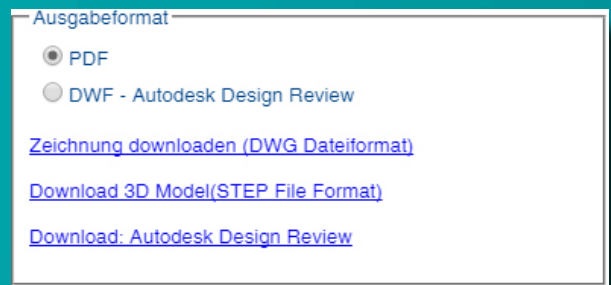 Ausgabeformat
PDF
DWF - Autodesk Design Review
Zeichnung downloaden (DWG Dateiformat)
Download 3D Model(STEP File Format)
Download: Autodesk Design Review